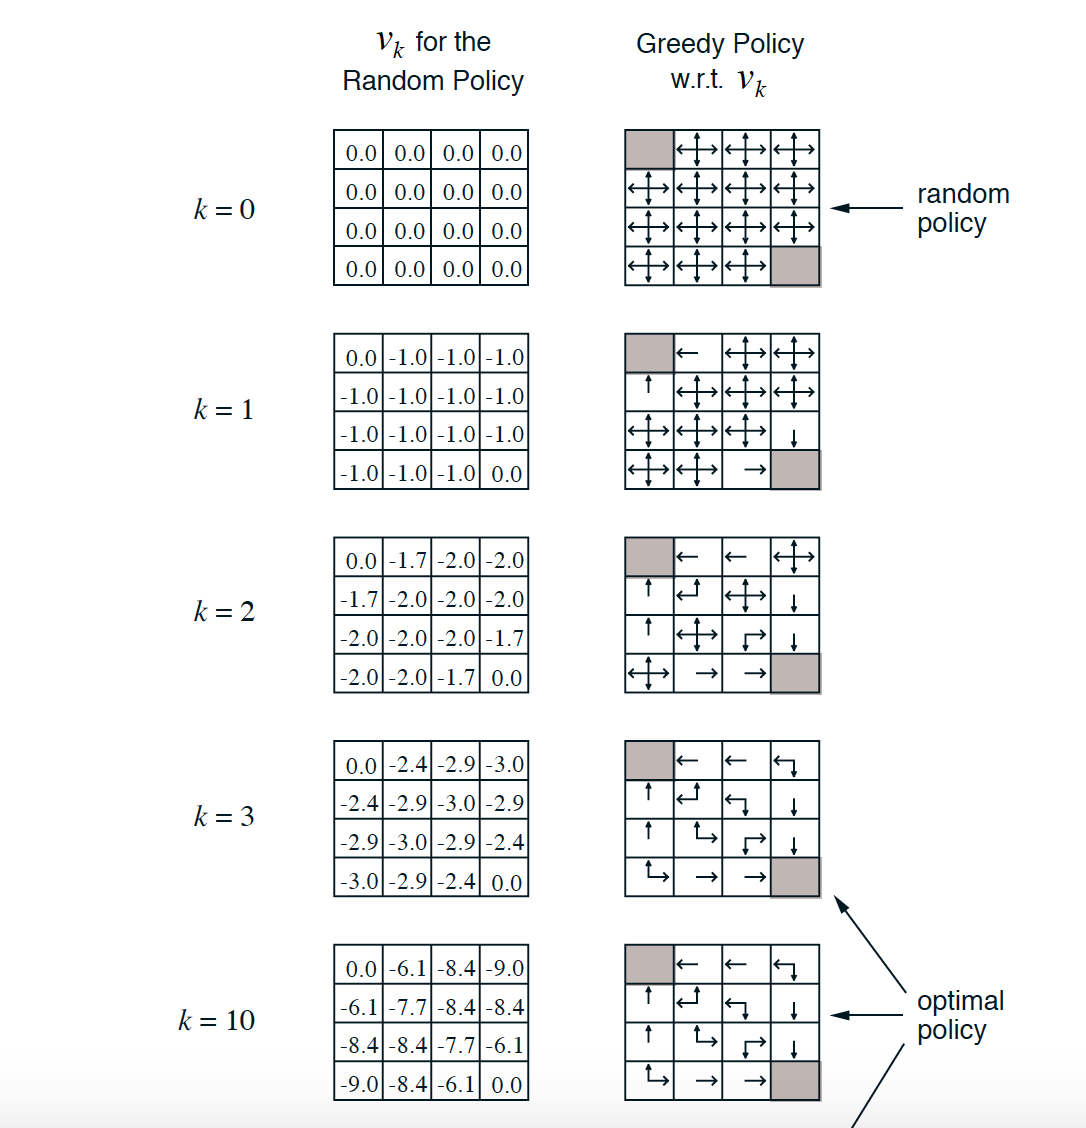 vk for the
Random Policy
Greedy Policy
w.r.t. vk
k = 0
0.0 0.0 0.0 0.0
0.0 0.0 0.0 0.0
0.0 0.0 0.0 0.0
0.0 0.0 0.0 0.0
random
policy
k = 1
0.0 -1.0 -1.0 -1.0
-1.0 -1.0 -1.0 -1.0
-1.0 -1.0 -1.0 -1.0
-1.0 -1.0 -1.0 0.0
k = 2
0.0 -1.7 -2.0 -2.0
-1.7 -2.0 -2.0 -2.0
-2.0 -2.0 -2.0 -1.7
-2.0 -2.0 -1.7 0.0
k = 3
0.0 -2.4 -2.9 -3.0
-2.4 -2.9 -3.0 -2.9
-2.9 -3.0 -2.9 -2.4
-3.0 -2.9 -2.4 0.0
k = 10
0.0 -6.1 -8.4 -9.0
-6.1 -7.7 -8.4 -8.4
-8.4 -8.4 -7.7 -6.1
-9.0 -8.4 -6.1 0.0
optimal
policy